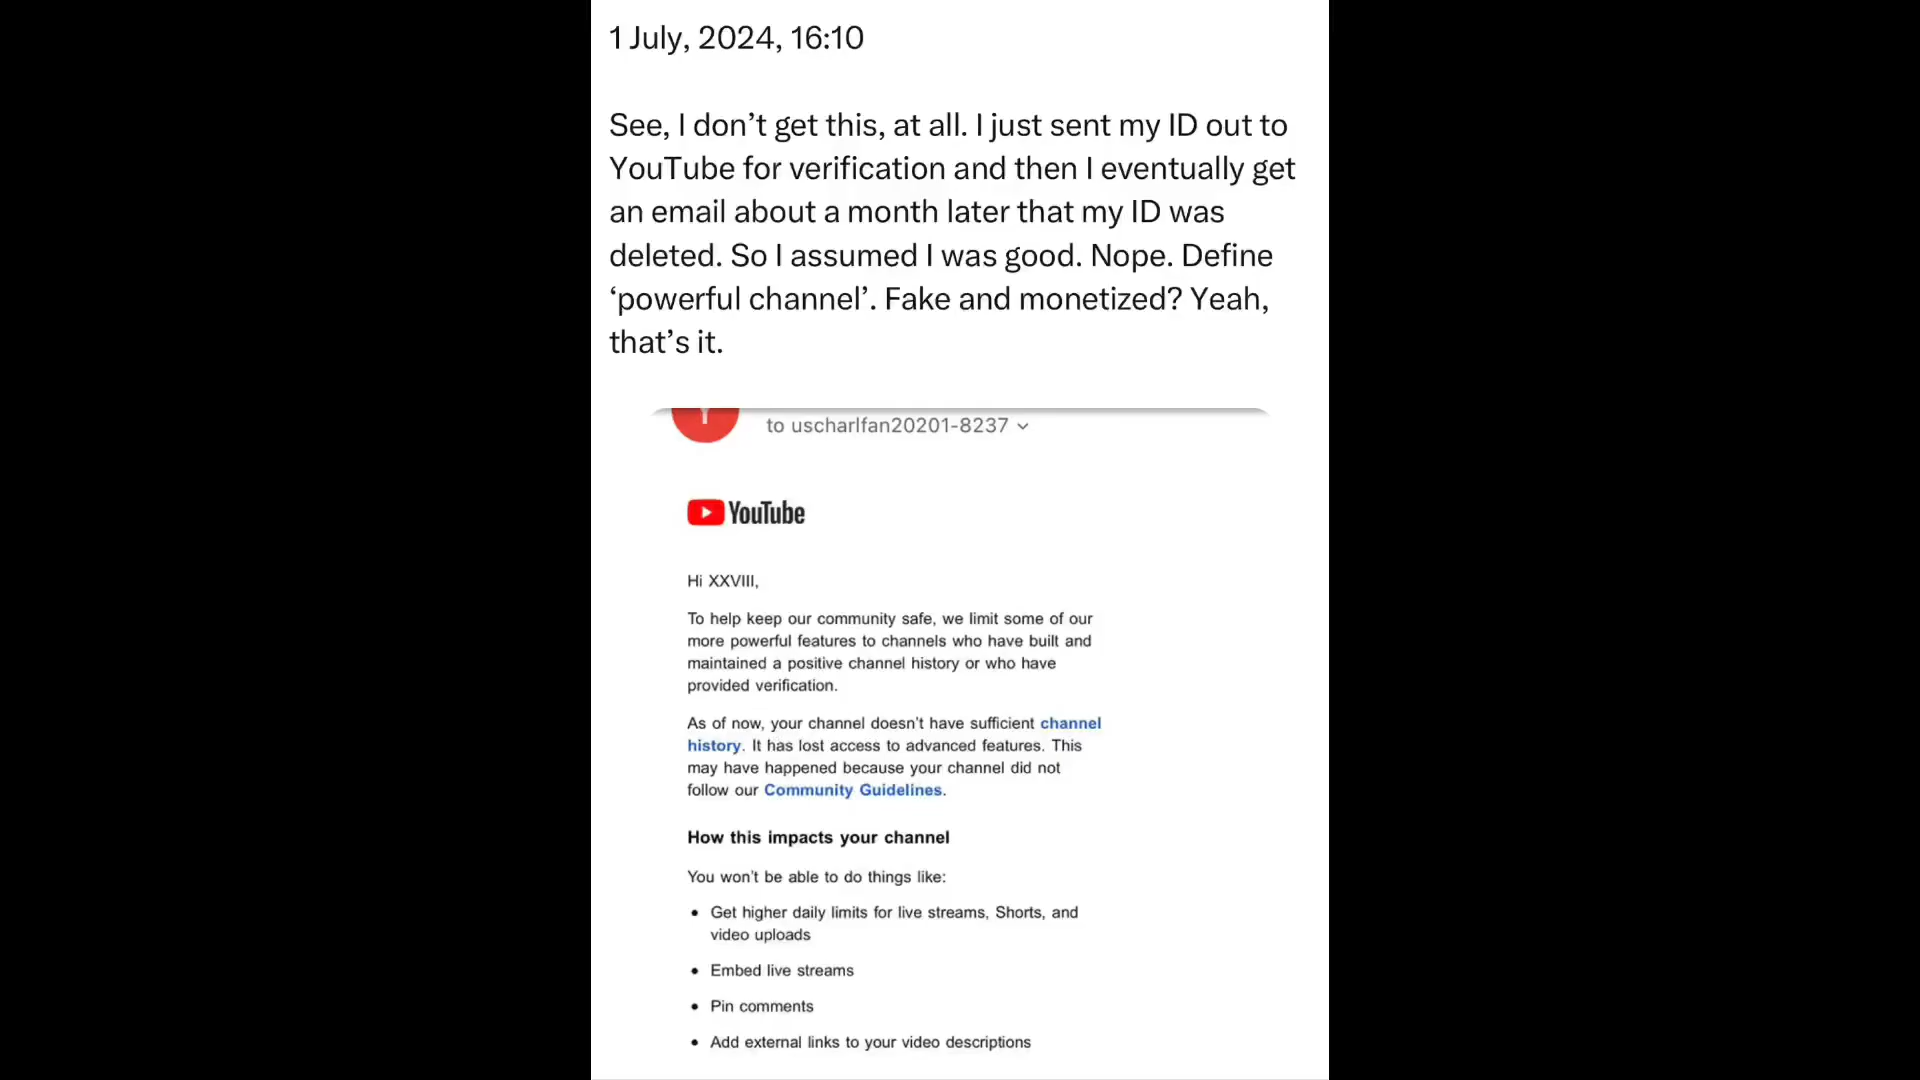 1 July, 2024, 16:10
See, I don’t get this, at all. I just sent my ID out to
YouTube for verification and then I eventually get
an email about a month later that my ID was
deleted. So I assumed I was good. Nope. Define
‘powerful channel’. Fake and monetized? Yeah,
that’s it.
to uscharlfan20201-8237
YouTube
Hi XXVIII,
To help keep our community safe, we limit some of our
more powerful features to channels who have built and
maintained a positive channel history or who have
provided verification.
As of now, your channel doesn't have sufficient channel
history. It has lost access to advanced features. This
may have happened because your channel did not
follow our Community Guidelines.
How this impacts your channel
You won't be able to do things like:
• Get higher daily limits for live streams, Shorts, and
video uploads
• Embed live streams
• Pin comments
• Add external links to your video descriptions